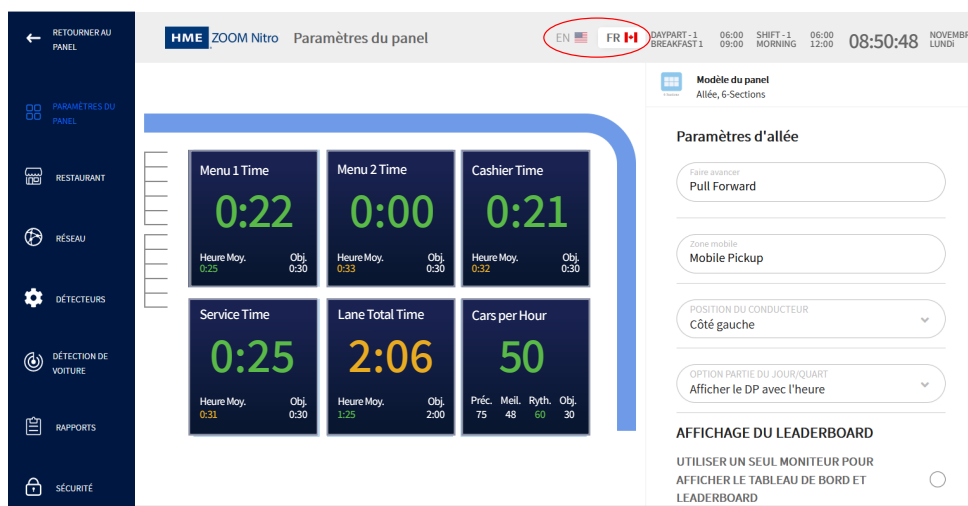 RETOURNER AU
PANEL
HME ZOOM Nitro Paramètres du panel
EN FR
DAYPART - 1 06:00 SHIFT - 1 06:00
BREAKFAST 1 09:00 MORNING 12:00
08:50:48
NOVEMBR
LUNDI
PARAMÈTRES DU
PANEL
RESTAURANT
RÉSEAU
DÉTECTEURS
DÉTECTION DE
VOITURE
RAPPORTS
SÉCURITÉ
Menu 1 Time
0:22
Heure Moy. Obj.
0:25 0:30
Menu 2 Time
0:00
Heure Moy. Obj.
0:33 0:30
Cashier Time
0:21
Heure Moy. Obj.
0:32 0:30
Service Time
0:25
Heure Moy. Obj.
0:31 0:30
Lane Total Time
2:06
Heure Moy. Obj.
1:25 2:00
Cars per Hour
50
Préc. Meil. Ryth. Obj.
75 48 60 30
Modèle du panel
Allée, 6-Sections
Paramètres d'allée
Faire avancer
Pull Forward
Zone mobile
Mobile Pickup
POSITION DU CONDUCTEUR
Côté gauche
OPTION PARTIE DU JOUR/QUART
Afficher le DP avec l'heure
AFFICHAGE DU LEADERBOARD
UTILISER UN SEUL MONITEUR POUR
AFFICHER LE TABLEAU DE BORD ET
LEADERBOARD